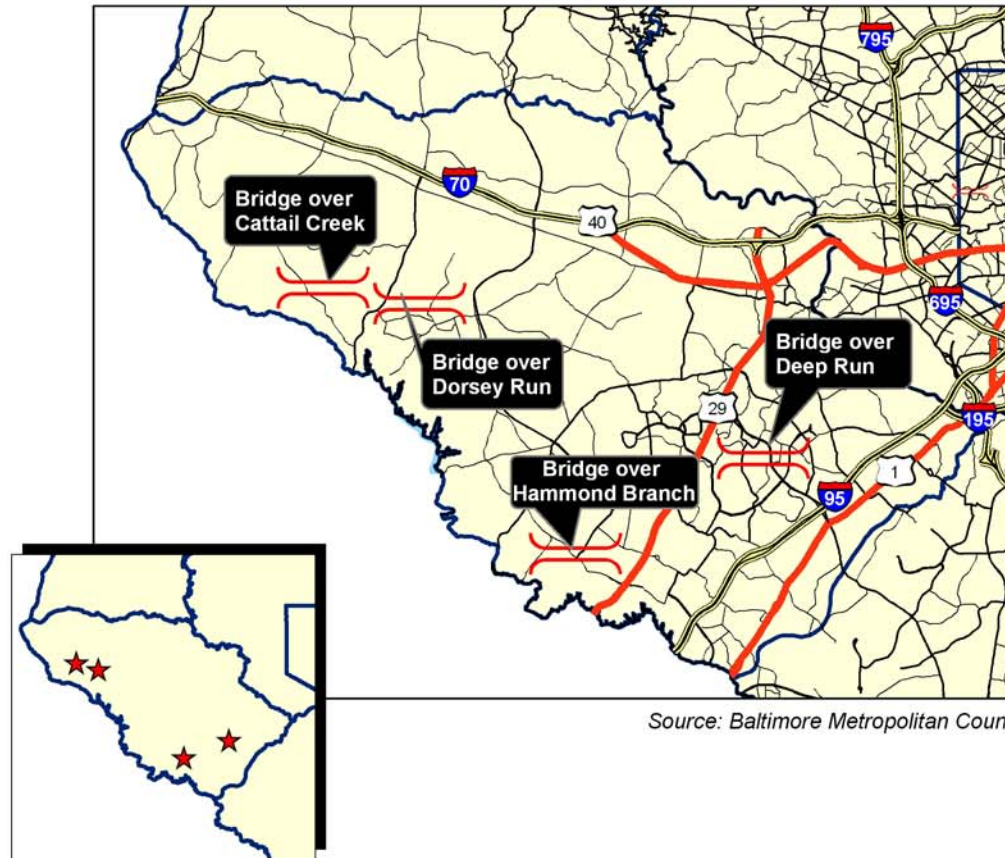 795
Bridge over
Cattail Creek
70
40
695
Bridge over
Dorsey Run
Bridge over
Deep Run
29
195
Bridge over
Hammond Branch
1
95
Source: Baltimore Metropolitan Coun